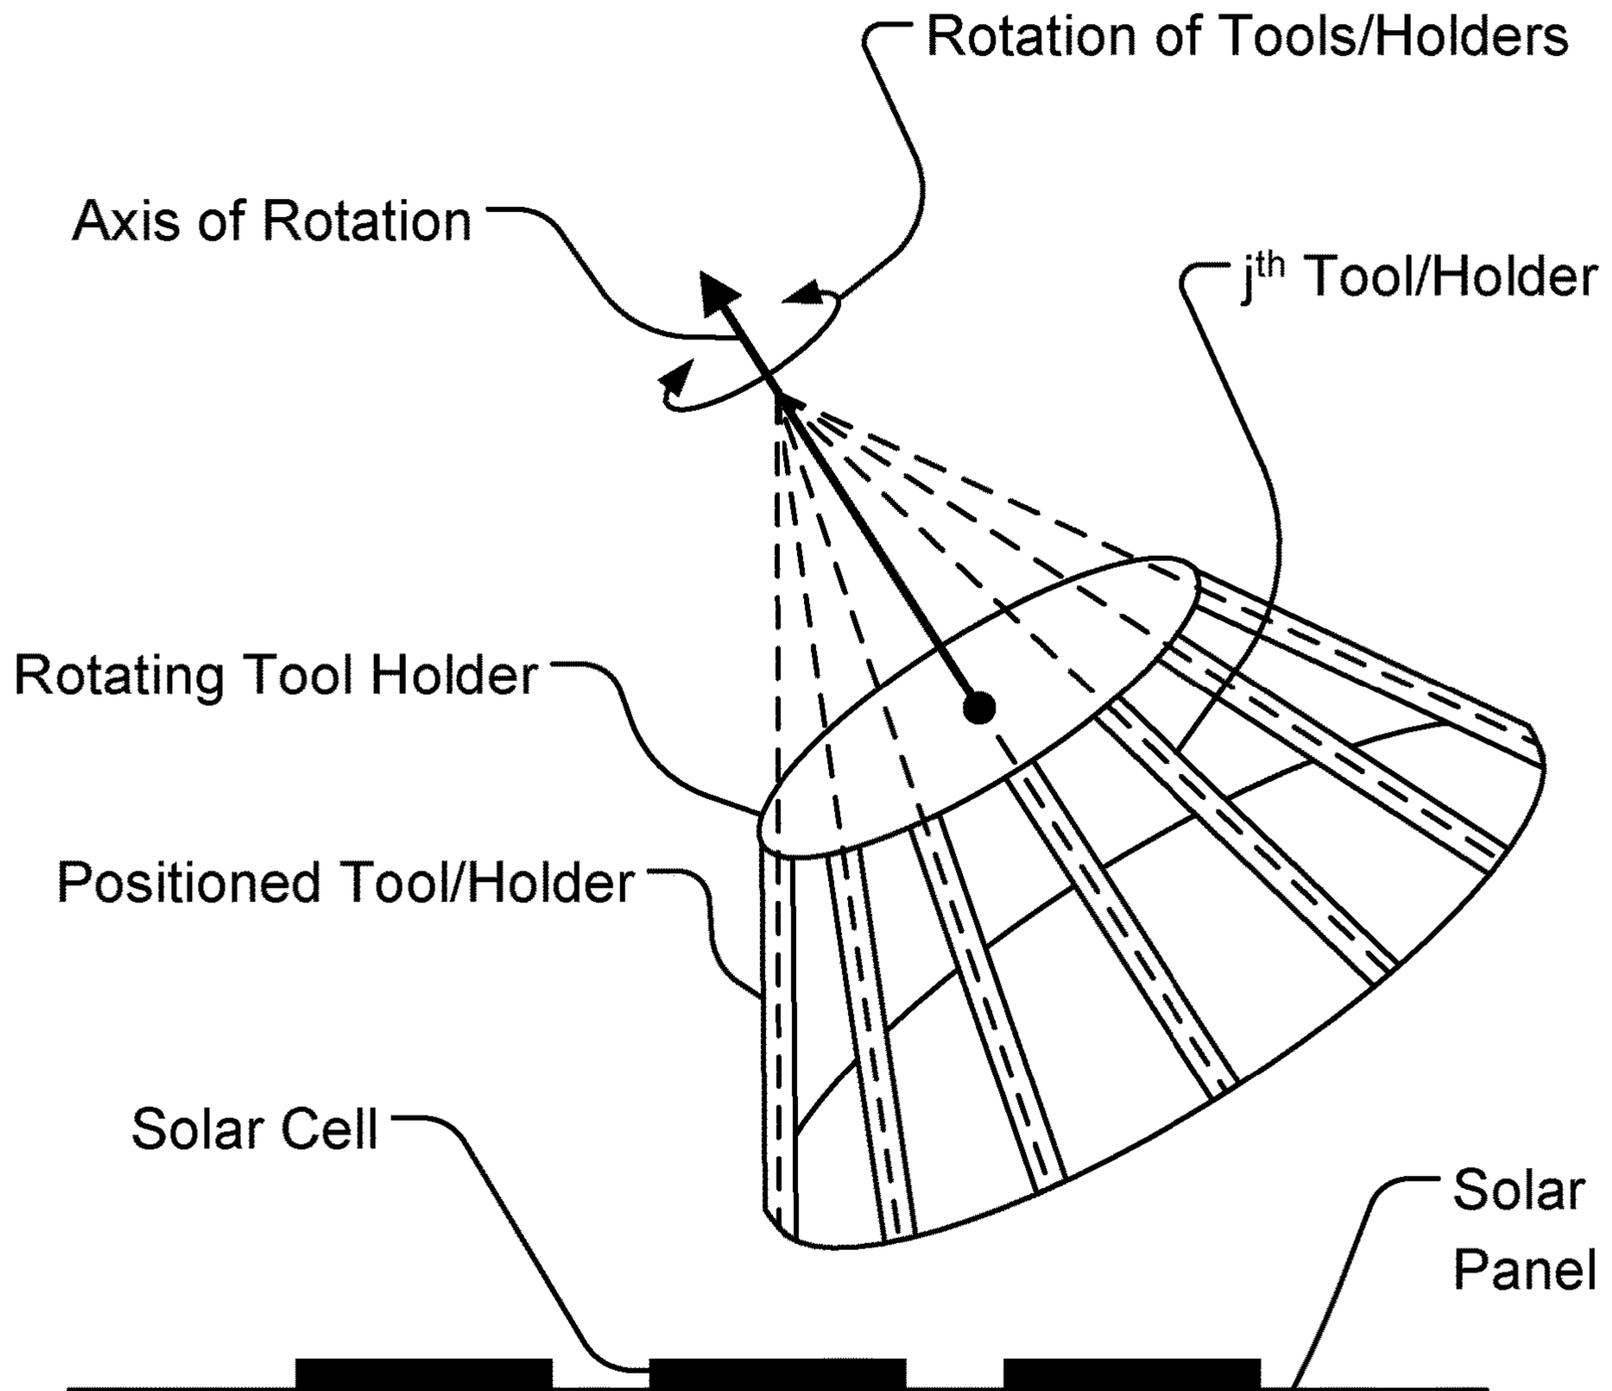 Rotation of Tools/Holders
Axis of Rotation
jth Tool/Holder
Rotating Tool Holder
Positioned Tool/Holder
Solar Cell
Solar
Panel